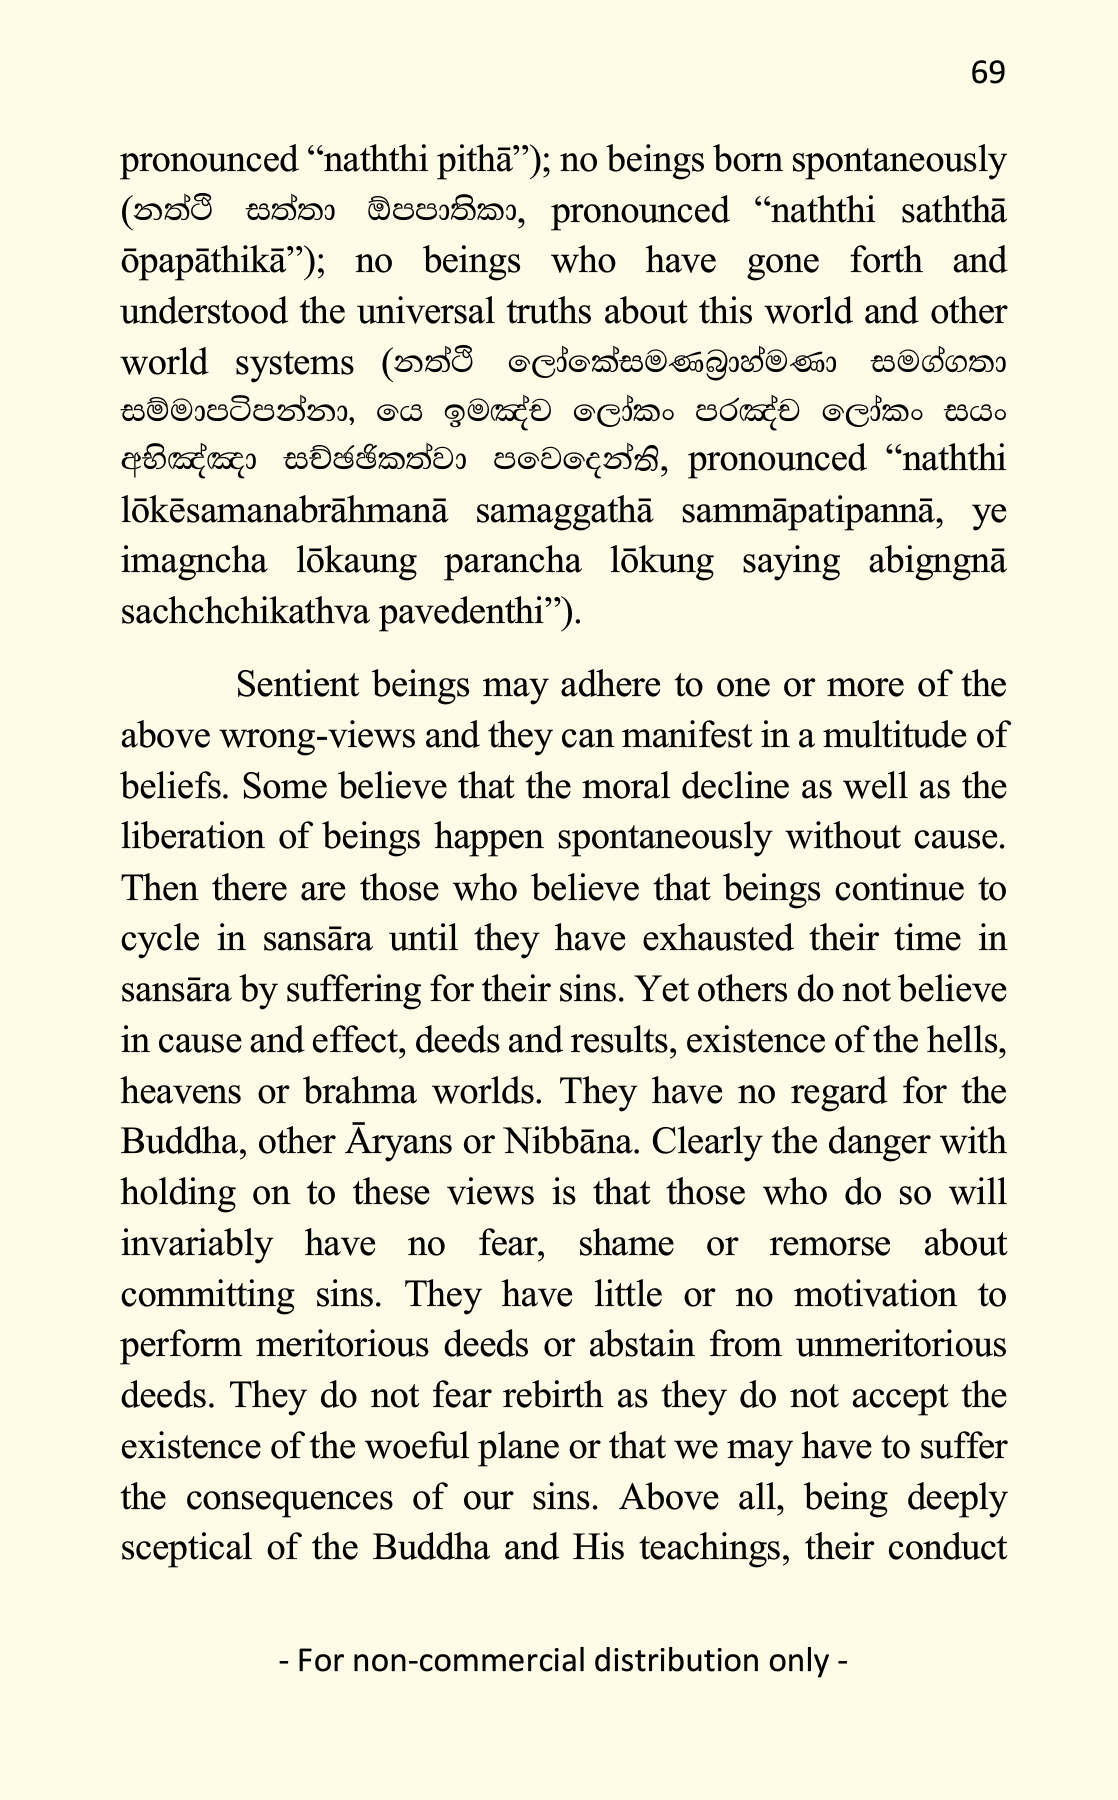 69
pronounced “naththi pithā”); no beings born spontaneously
(නත්ථි සත්තා ඕපපාතිකා, pronounced “naththi saththā
ōpapāthikā”); no beings who have gone forth and
understood the universal truths about this world and other
world systems (නත්ථි ලෝකේසමණබ්‍රාහ්මණා සමග්ගතා
සම්මාපටිපන්නා, යෙ ඉමඤ්ච ලෝකං පරඤ්ච ලෝකං සයං
අභිඤ්ඤා සච්ඡඡිකත්වා පවෙදෙන්ති, pronounced “naththi
lōkēsamanabrāhmanā samaggathā sammāpatipannā, ye
imagncha lōkaung parancha lōkung saying abigngnā
sachchchikathva pavedenthi”).
Sentient beings may adhere to one or more of the
above wrong-views and they can manifest in a multitude of
beliefs. Some believe that the moral decline as well as the
liberation of beings happen spontaneously without cause.
Then there are those who believe that beings continue to
cycle in sansāra until they have exhausted their time in
sansāra by suffering for their sins. Yet others do not believe
in cause and effect, deeds and results, existence of the hells,
heavens or brahma worlds. They have no regard for the
Buddha, other Āryans or Nibbāna. Clearly the danger with
holding on to these views is that those who do so will
invariably have no fear, shame or remorse about
committing sins. They have little or no motivation to
perform meritorious deeds or abstain from unmeritorious
deeds. They do not fear rebirth as they do not accept the
existence of the woeful plane or that we may have to suffer
the consequences of our sins. Above all, being deeply
sceptical of the Buddha and His teachings, their conduct
- For non-commercial distribution only -